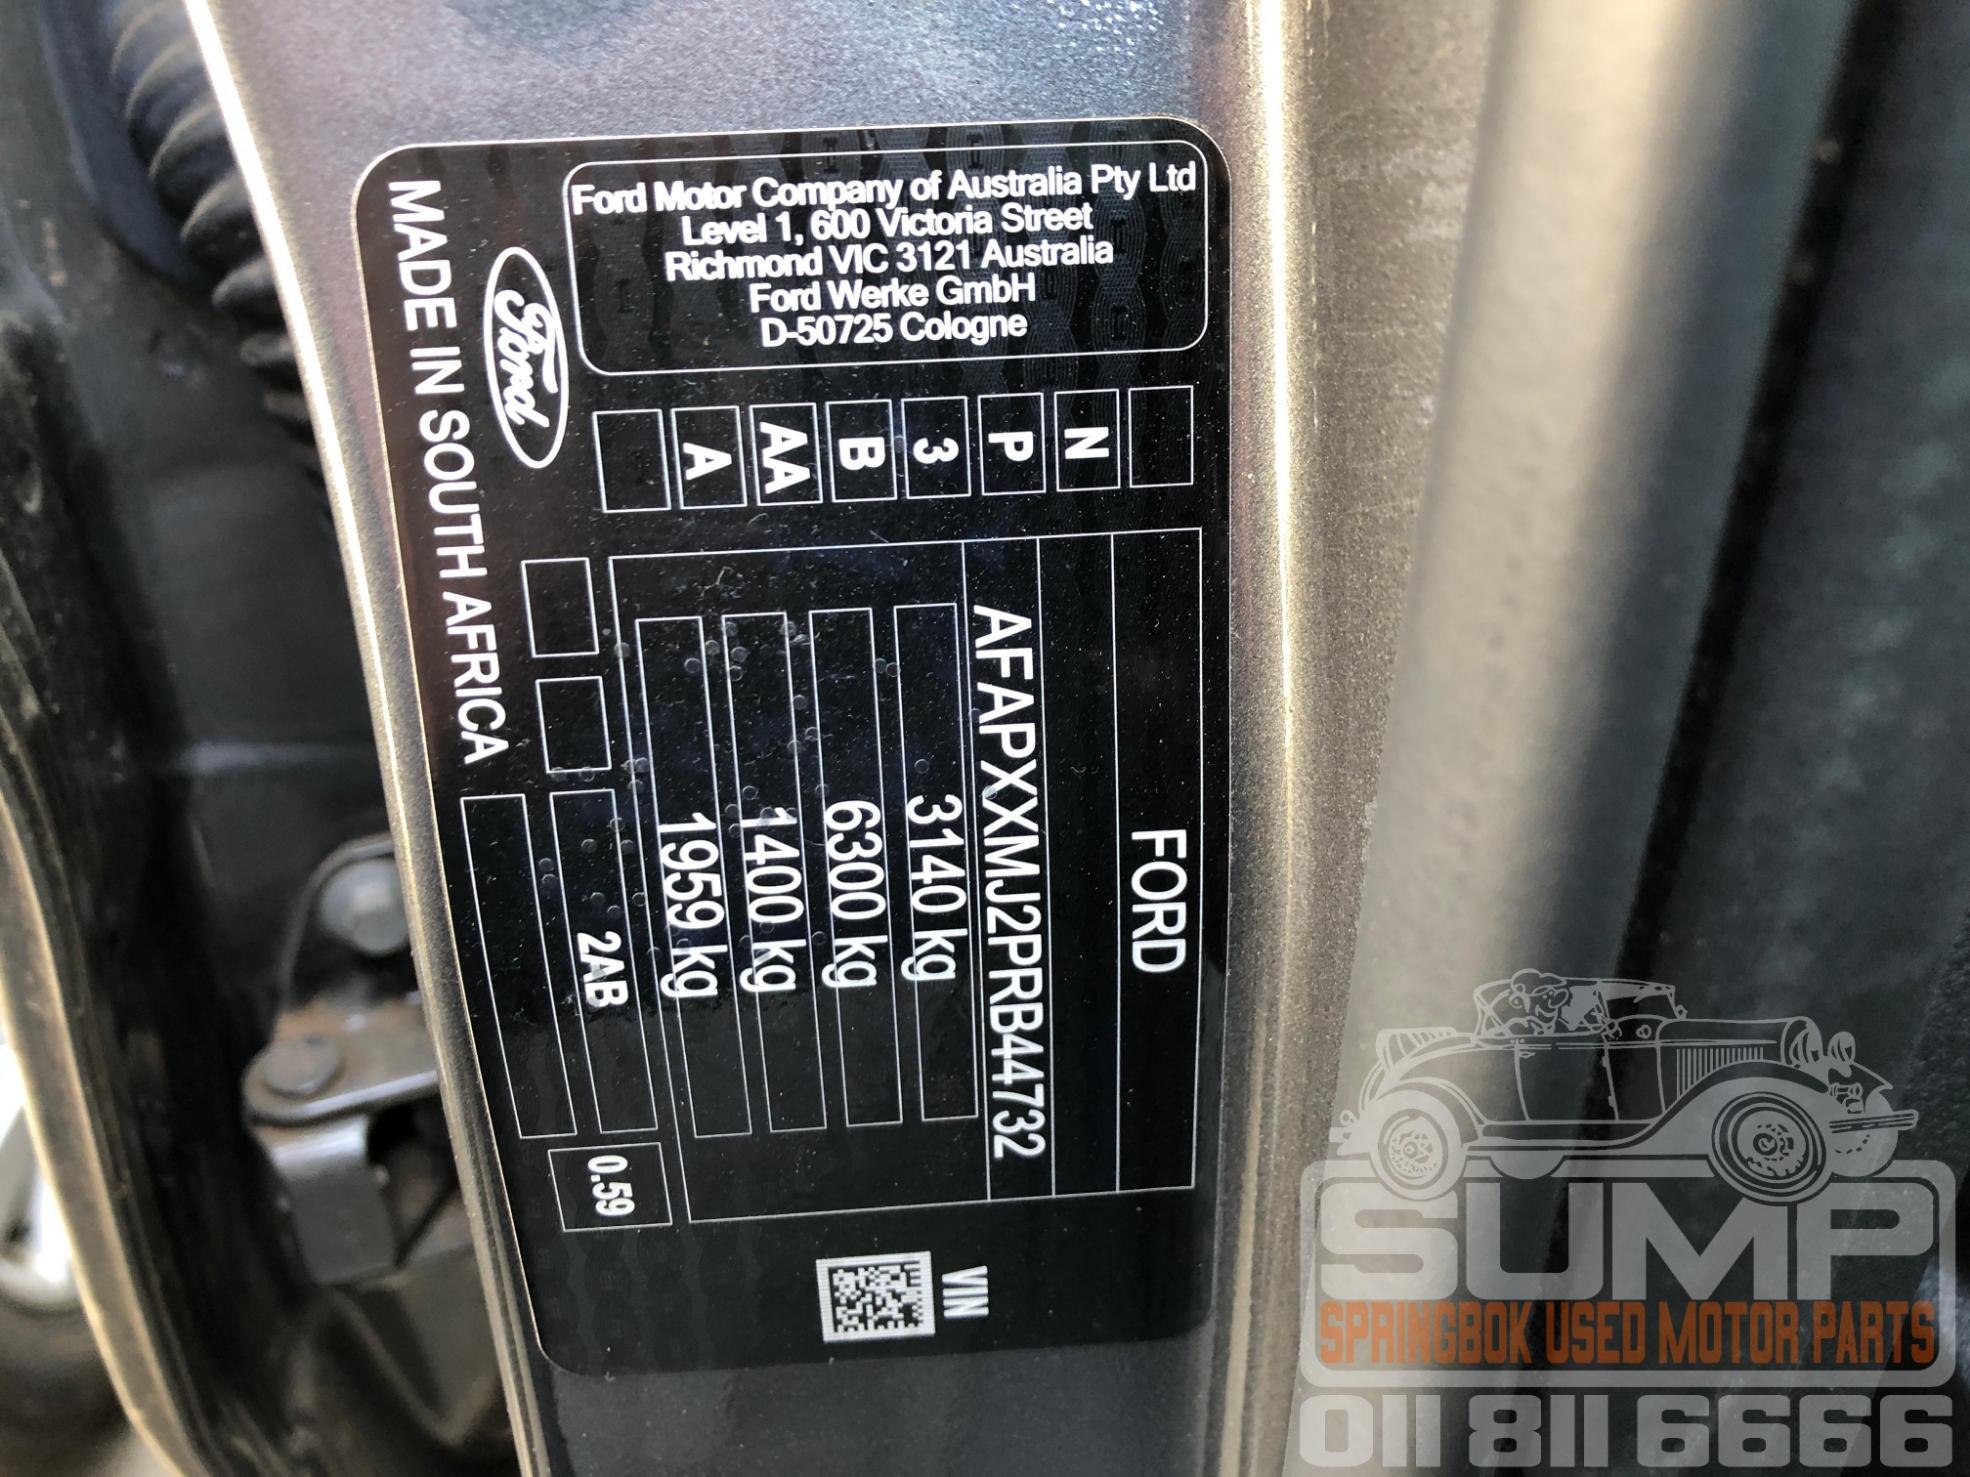 Ford Motor Company of Australia Pty Ltd
Level 1, 600 Victoria Street
Richmond VIC 3121 Australia
Ford Werke GmbH
D-50725 Cologne
Ford
MADE IN SOUTH AFRICA
N
P
3
B
AA
A
FORD
AFAPXXMJ2PRB44732
3140 kg
6300 kg
1400 kg
1959 kg
2AB
0.59
VIN
SUMP
SPRINGBOK USED MOTOR PARTS
011 811 6666